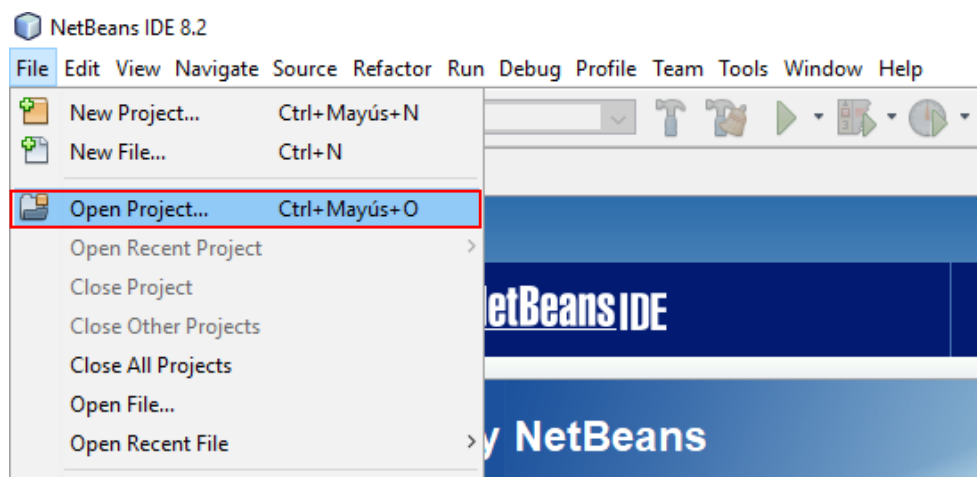 NetBeans IDE 8.2
File Edit View Navigate Source Refactor Run Debug Profile Team Tools Window Help
New Project... Ctrl+Mayús+N
New File... Ctrl+N
Open Project... Ctrl+Mayús+O
Open Recent Project
Close Project
etBeans IDE
Close Other Projects
Close All Projects
Open File...
Open Recent File
y NetBeans